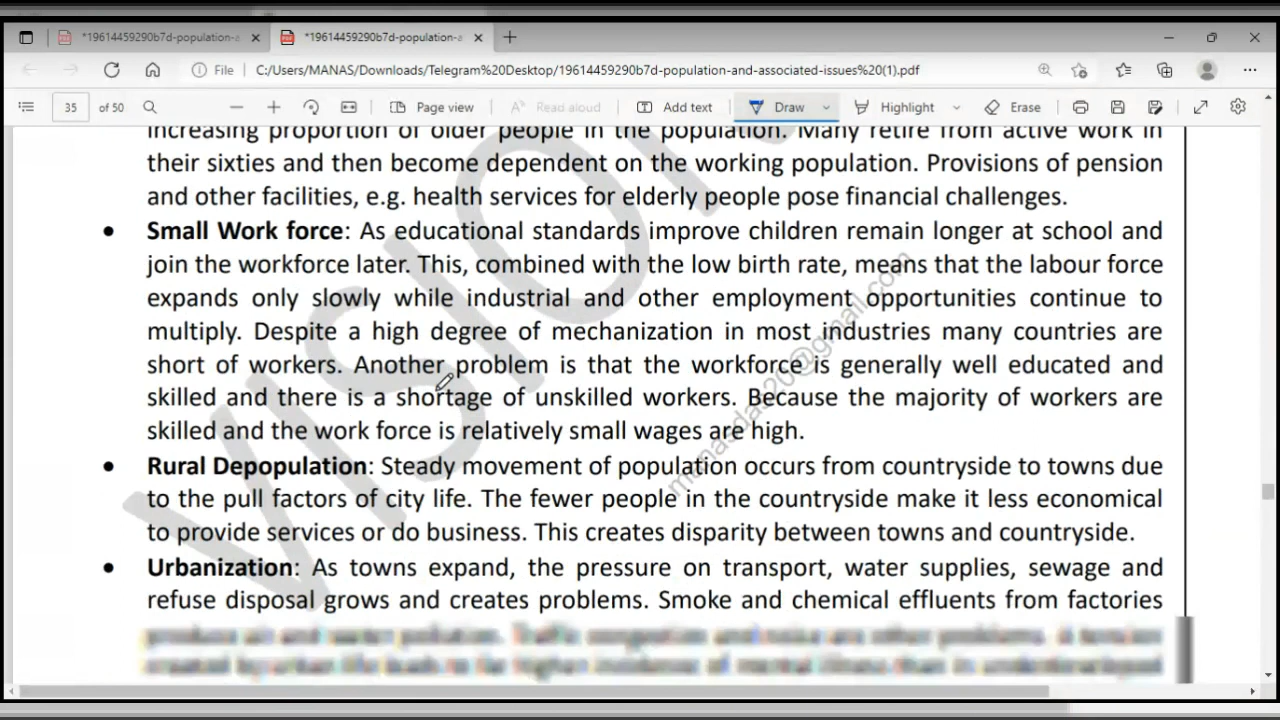 *19614459290b7d-population-a
*19614459290b7d-population-a
File C:/Users/MANAS/Downloads/Telegram%20Desktop/19614459290b7d-population-and-associated-issues%20(1).pdf
35 of 50 Page view Read aloud Add text Draw Highlight Erase
increasing proportion of older people in the population. Many retire from active work in
their sixties and then become dependent on the working population. Provisions of pension
and other facilities, e.g. health services for elderly people pose financial challenges.
• Small Work force: As educational standards improve children remain longer at school and
join the workforce later. This, combined with the low birth rate, means that the labour force
expands only slowly while industrial and other employment opportunities continue to
multiply. Despite a high degree of mechanization in most industries many countries are
short of workers. Another problem is that the workforce is generally well educated and
skilled and there is a shortage of unskilled workers. Because the majority of workers are
skilled and the work force is relatively small wages are high.
• Rural Depopulation: Steady movement of population occurs from countryside to towns due
to the pull factors of city life. The fewer people in the countryside make it less economical
to provide services or do business. This creates disparity between towns and countryside.
• Urbanization: As towns expand, the pressure on transport, water supplies, sewage and
refuse disposal grows and creates problems. Smoke and chemical effluents from factories
VISION
manasdas20@gmail.com